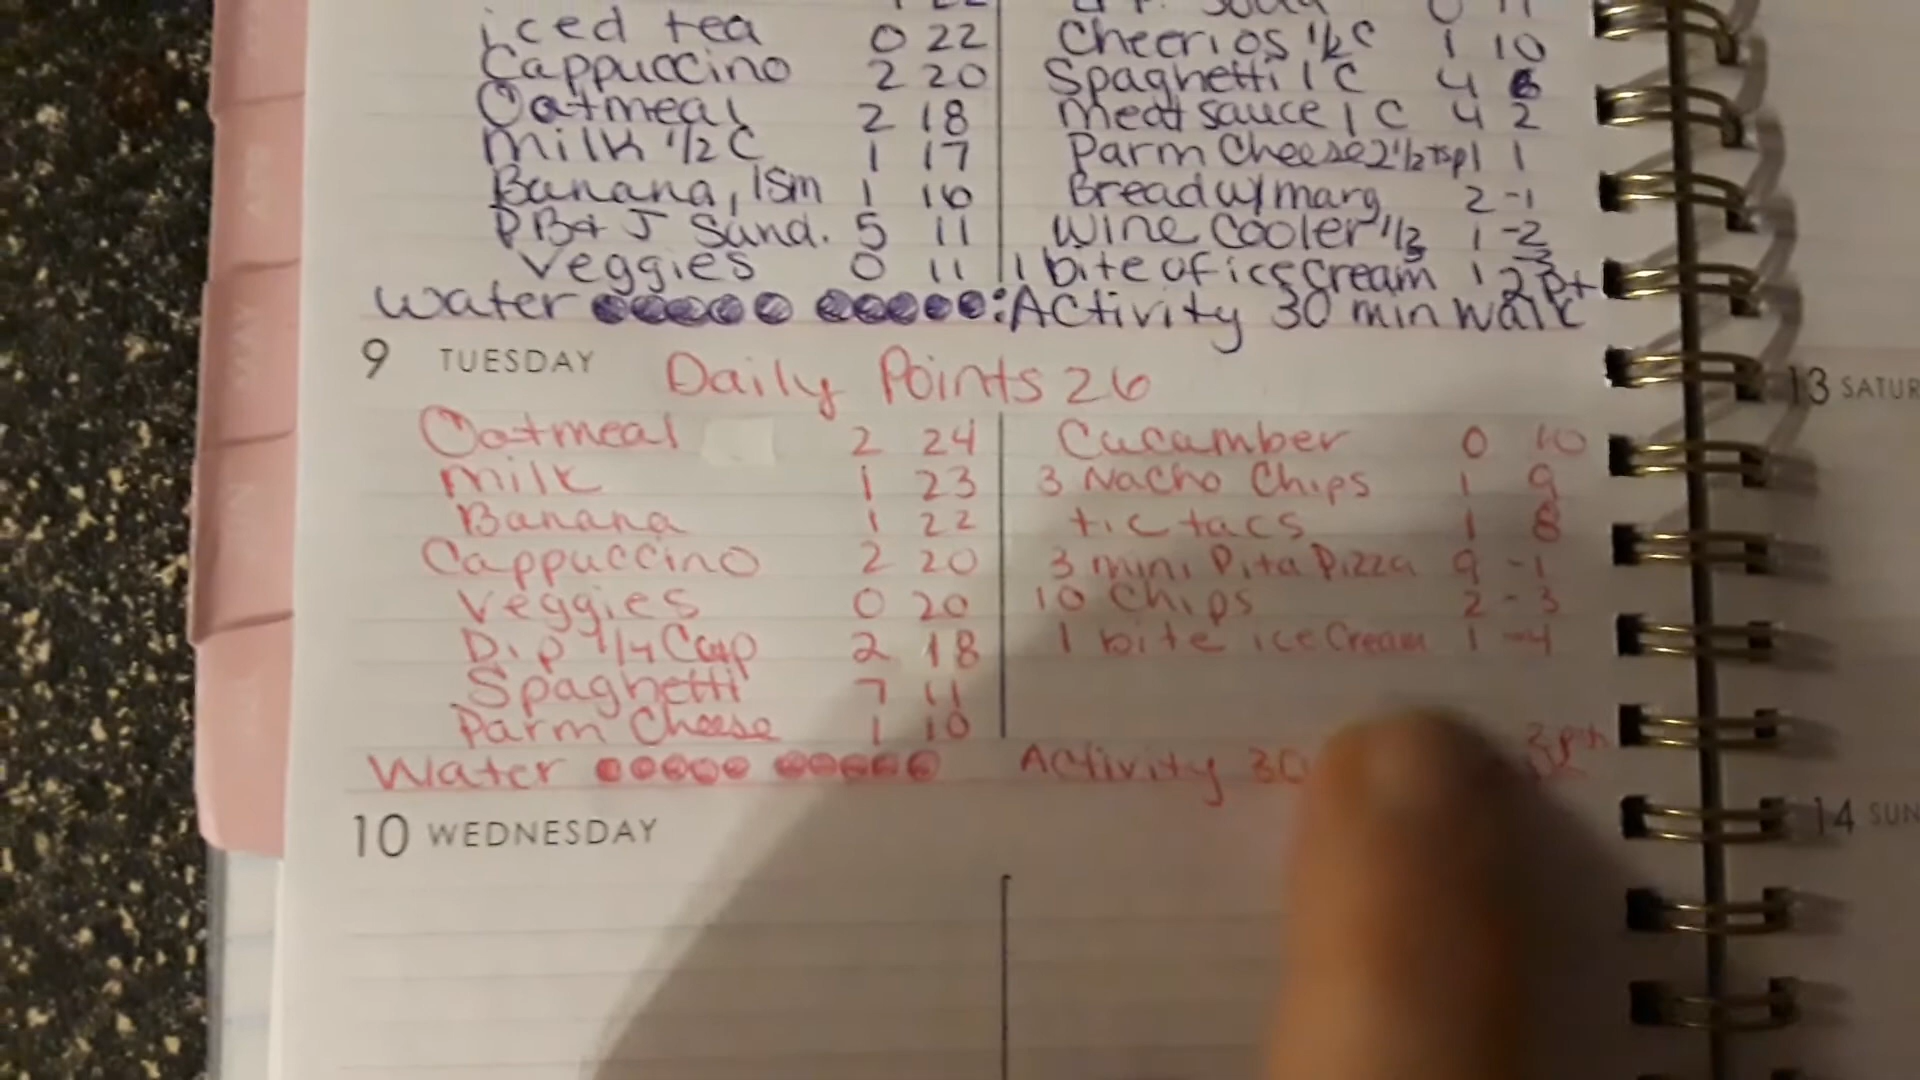 22
iced tea 0 22
Cappuccino 2 20
Oatmeal 2 18
milk 1/2 C 1 17
Banana, 1sm 1 16
PB+J Sand. 5 11
Veggies 0 11
0 11
Cheerios 1/2 C 1 10
Spaghetti 1 C 4 6
meat sauce 1 C 4 2
Parm Cheese 2 1/2 tsp 1 1
Bread w/ marg 2 -1
Wine Cooler 1/3 1 -2
1 bite of ice cream 1 -3
Water
Activity 30 min walk 2 pt
9 TUESDAY Daily Points 26
Oatmeal 2 24
Milk 1 23
Banana 1 22
Cappuccino 2 20
Veggies 0 20
Dip 1/4 Cup 2 18
Spaghetti 7 11
Parm Cheese 1 10
Cucumber 0 10
3 Nacho Chips 1 9
tic tacs 1 8
3 mini Pita Pizza 9 -1
10 Chips 2 -3
1 bite ice cream 1 -4
Water
Activity 30
10 WEDNESDAY
13 SATUR
14 SUN